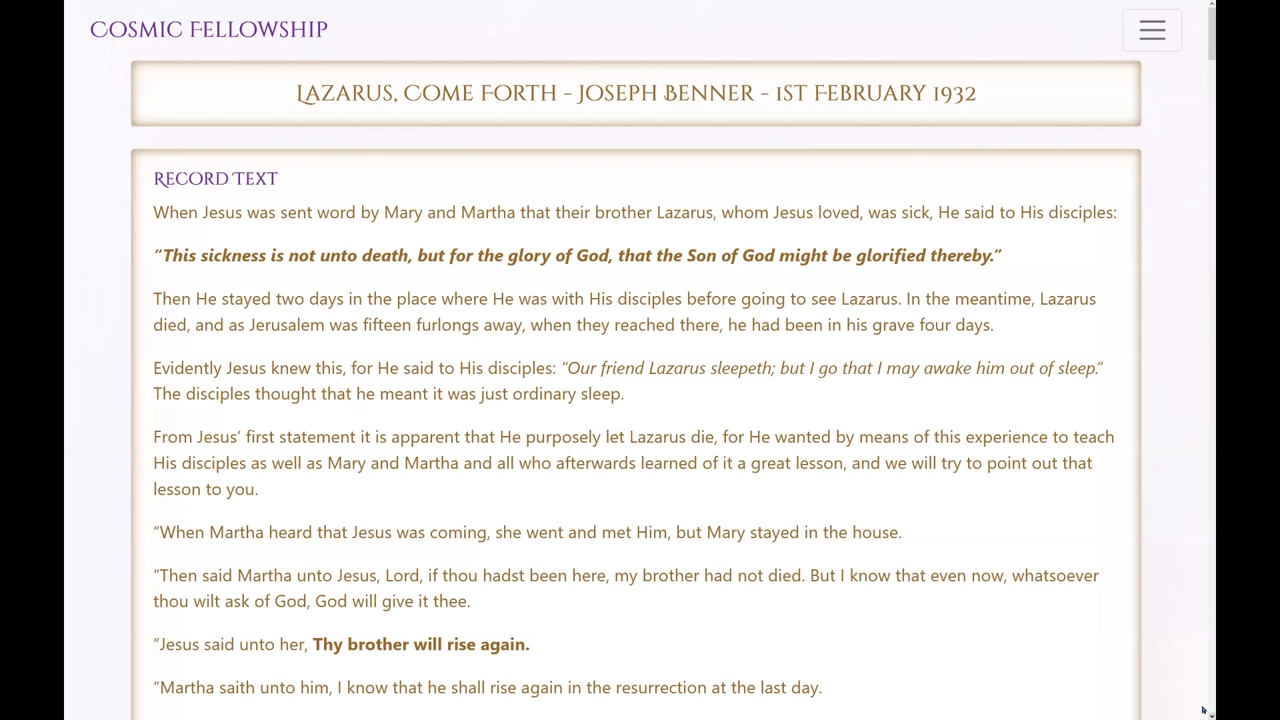 Cosmic Fellowship
Lazarus, Come Forth - Joseph Benner - 1st February 1932
Record Text
When Jesus was sent word by Mary and Martha that their brother Lazarus, whom Jesus loved, was sick, He said to His disciples:
“This sickness is not unto death, but for the glory of God, that the Son of God might be glorified thereby.”
Then He stayed two days in the place where He was with His disciples before going to see Lazarus. In the meantime, Lazarus
died, and as Jerusalem was fifteen furlongs away, when they reached there, he had been in his grave four days.
Evidently Jesus knew this, for He said to His disciples: “Our friend Lazarus sleepeth; but I go that I may awake him out of sleep.”
The disciples thought that he meant it was just ordinary sleep.
From Jesus’ first statement it is apparent that He purposely let Lazarus die, for He wanted by means of this experience to teach
His disciples as well as Mary and Martha and all who afterwards learned of it a great lesson, and we will try to point out that
lesson to you.
“When Martha heard that Jesus was coming, she went and met Him, but Mary stayed in the house.
“Then said Martha unto Jesus, Lord, if thou hadst been here, my brother had not died. But I know that even now, whatsoever
thou wilt ask of God, God will give it thee.
“Jesus said unto her, Thy brother will rise again.
“Martha saith unto him, I know that he shall rise again in the resurrection at the last day.